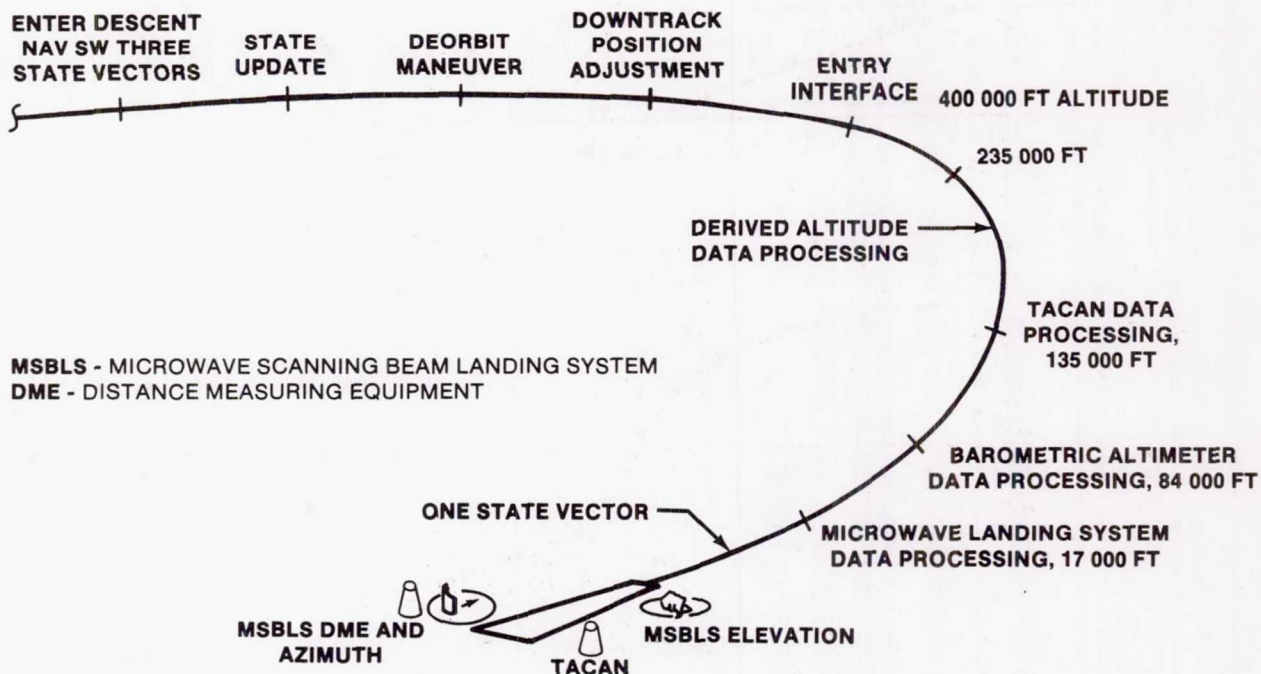 ENTER DESCENT
NAV SW THREE
STATE VECTORS
STATE
UPDATE
DEORBIT
MANEUVER
DOWNTRACK
POSITION
ADJUSTMENT
ENTRY
INTERFACE
400 000 FT ALTITUDE
235 000 FT
DERIVED ALTITUDE
DATA PROCESSING
TACAN DATA
PROCESSING,
135 000 FT
MSBLS - MICROWAVE SCANNING BEAM LANDING SYSTEM
DME - DISTANCE MEASURING EQUIPMENT
BAROMETRIC ALTIMETER
DATA PROCESSING, 84 000 FT
ONE STATE VECTOR
MICROWAVE LANDING SYSTEM
DATA PROCESSING, 17 000 FT
MSBLS DME AND
AZIMUTH
TACAN
MSBLS ELEVATION